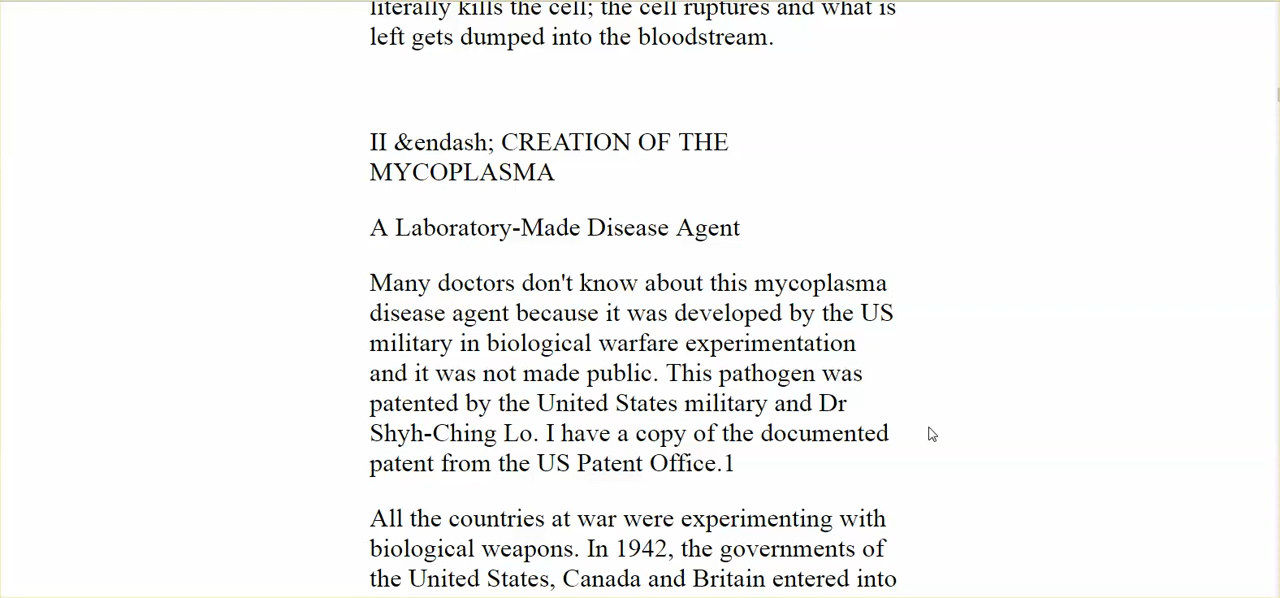 literally kills the cell; the cell ruptures and what is
left gets dumped into the bloodstream.
II &endash; CREATION OF THE
MYCOPLASMA
A Laboratory-Made Disease Agent
Many doctors don't know about this mycoplasma
disease agent because it was developed by the US
military in biological warfare experimentation
and it was not made public. This pathogen was
patented by the United States military and Dr
Shyh-Ching Lo. I have a copy of the documented
patent from the US Patent Office.1
All the countries at war were experimenting with
biological weapons. In 1942, the governments of
the United States, Canada and Britain entered into